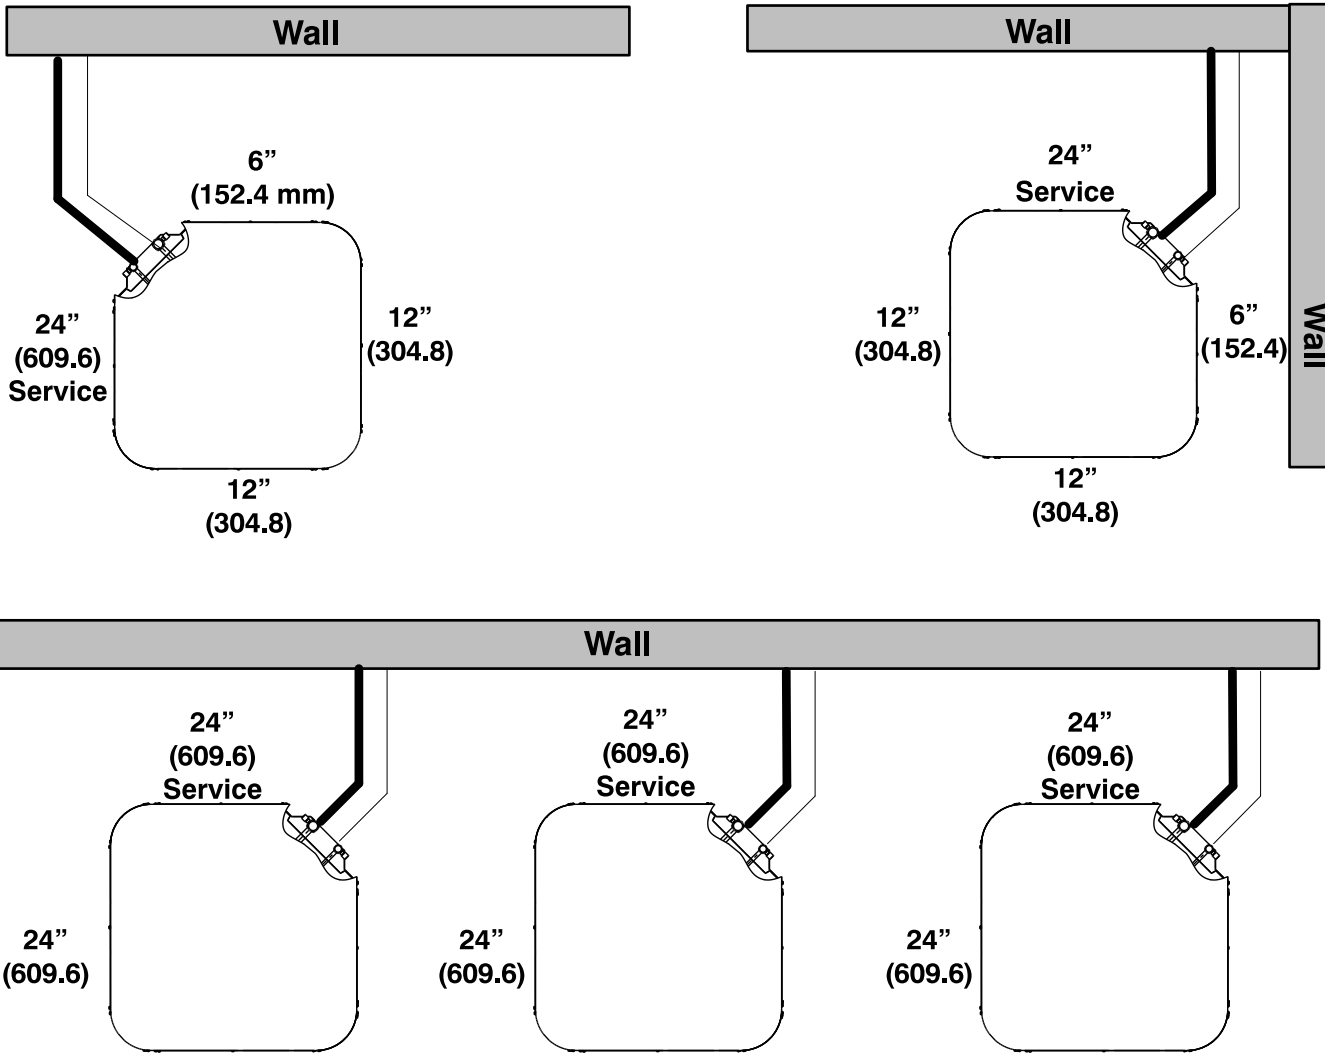 Wall
6”
(152.4 mm)
24”
(609.6)
Service
12”
(304.8)
12”
(304.8)
Wall
24”
Service
12”
(304.8)
6”
(152.4)
Wall
12”
(304.8)
Wall
24”
(609.6)
Service
24”
(609.6)
Service
24”
(609.6)
Service
24”
(609.6)
24”
(609.6)
24”
(609.6)